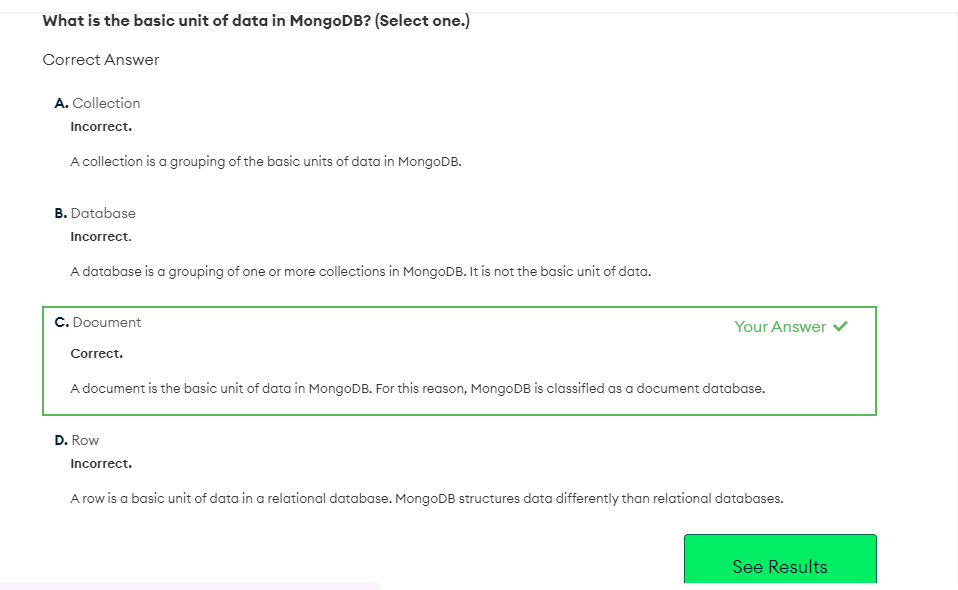 What is the basic unit of data in MongoDB? (Select one.)
Correct Answer
A. Collection
Incorrect.
A collection is a grouping of the basic units of data in MongoDB.
B. Database
Incorrect.
A database is a grouping of one or more collections in MongoDB. It is not the basic unit of data.
C. Document
Your Answer ✓
Correct.
A document is the basic unit of data in MongoDB. For this reason, MongoDB is classified as a document database.
D. Row
Incorrect.
A row is a basic unit of data in a relational database. MongoDB structures data differently than relational databases.
See Results